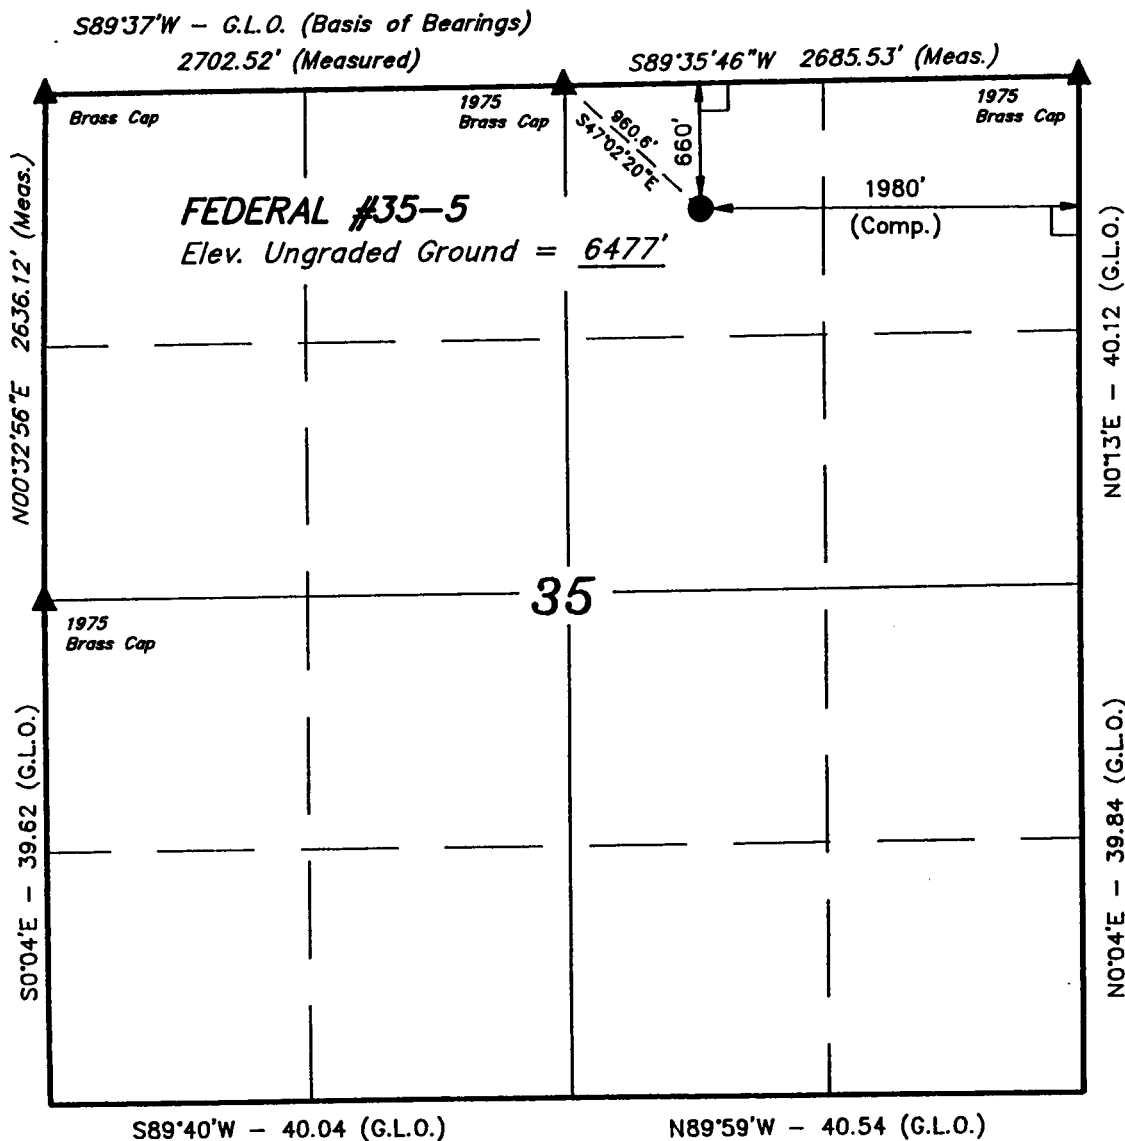 S89°37'W - G.L.O. (Basis of Bearings)
2702.52' (Measured)
S89°35'46"W 2685.53' (Meas.)
Brass Cap
1975
Brass Cap
1975
Brass Cap
960.6'
S47°02'20"E
660'
1980'
(Comp.)
FEDERAL #35-5
Elev. Ungraded Ground = 6477'
N00°32'56"E 2636.12' (Meas.)
N0°13'E - 40.12 (G.L.O.)
35
1975
Brass Cap
S0°04'E - 39.62 (G.L.O.)
N0°04'E - 39.84 (G.L.O.)
S89°40'W - 40.04 (G.L.O.)
N89°59'W - 40.54 (G.L.O.)